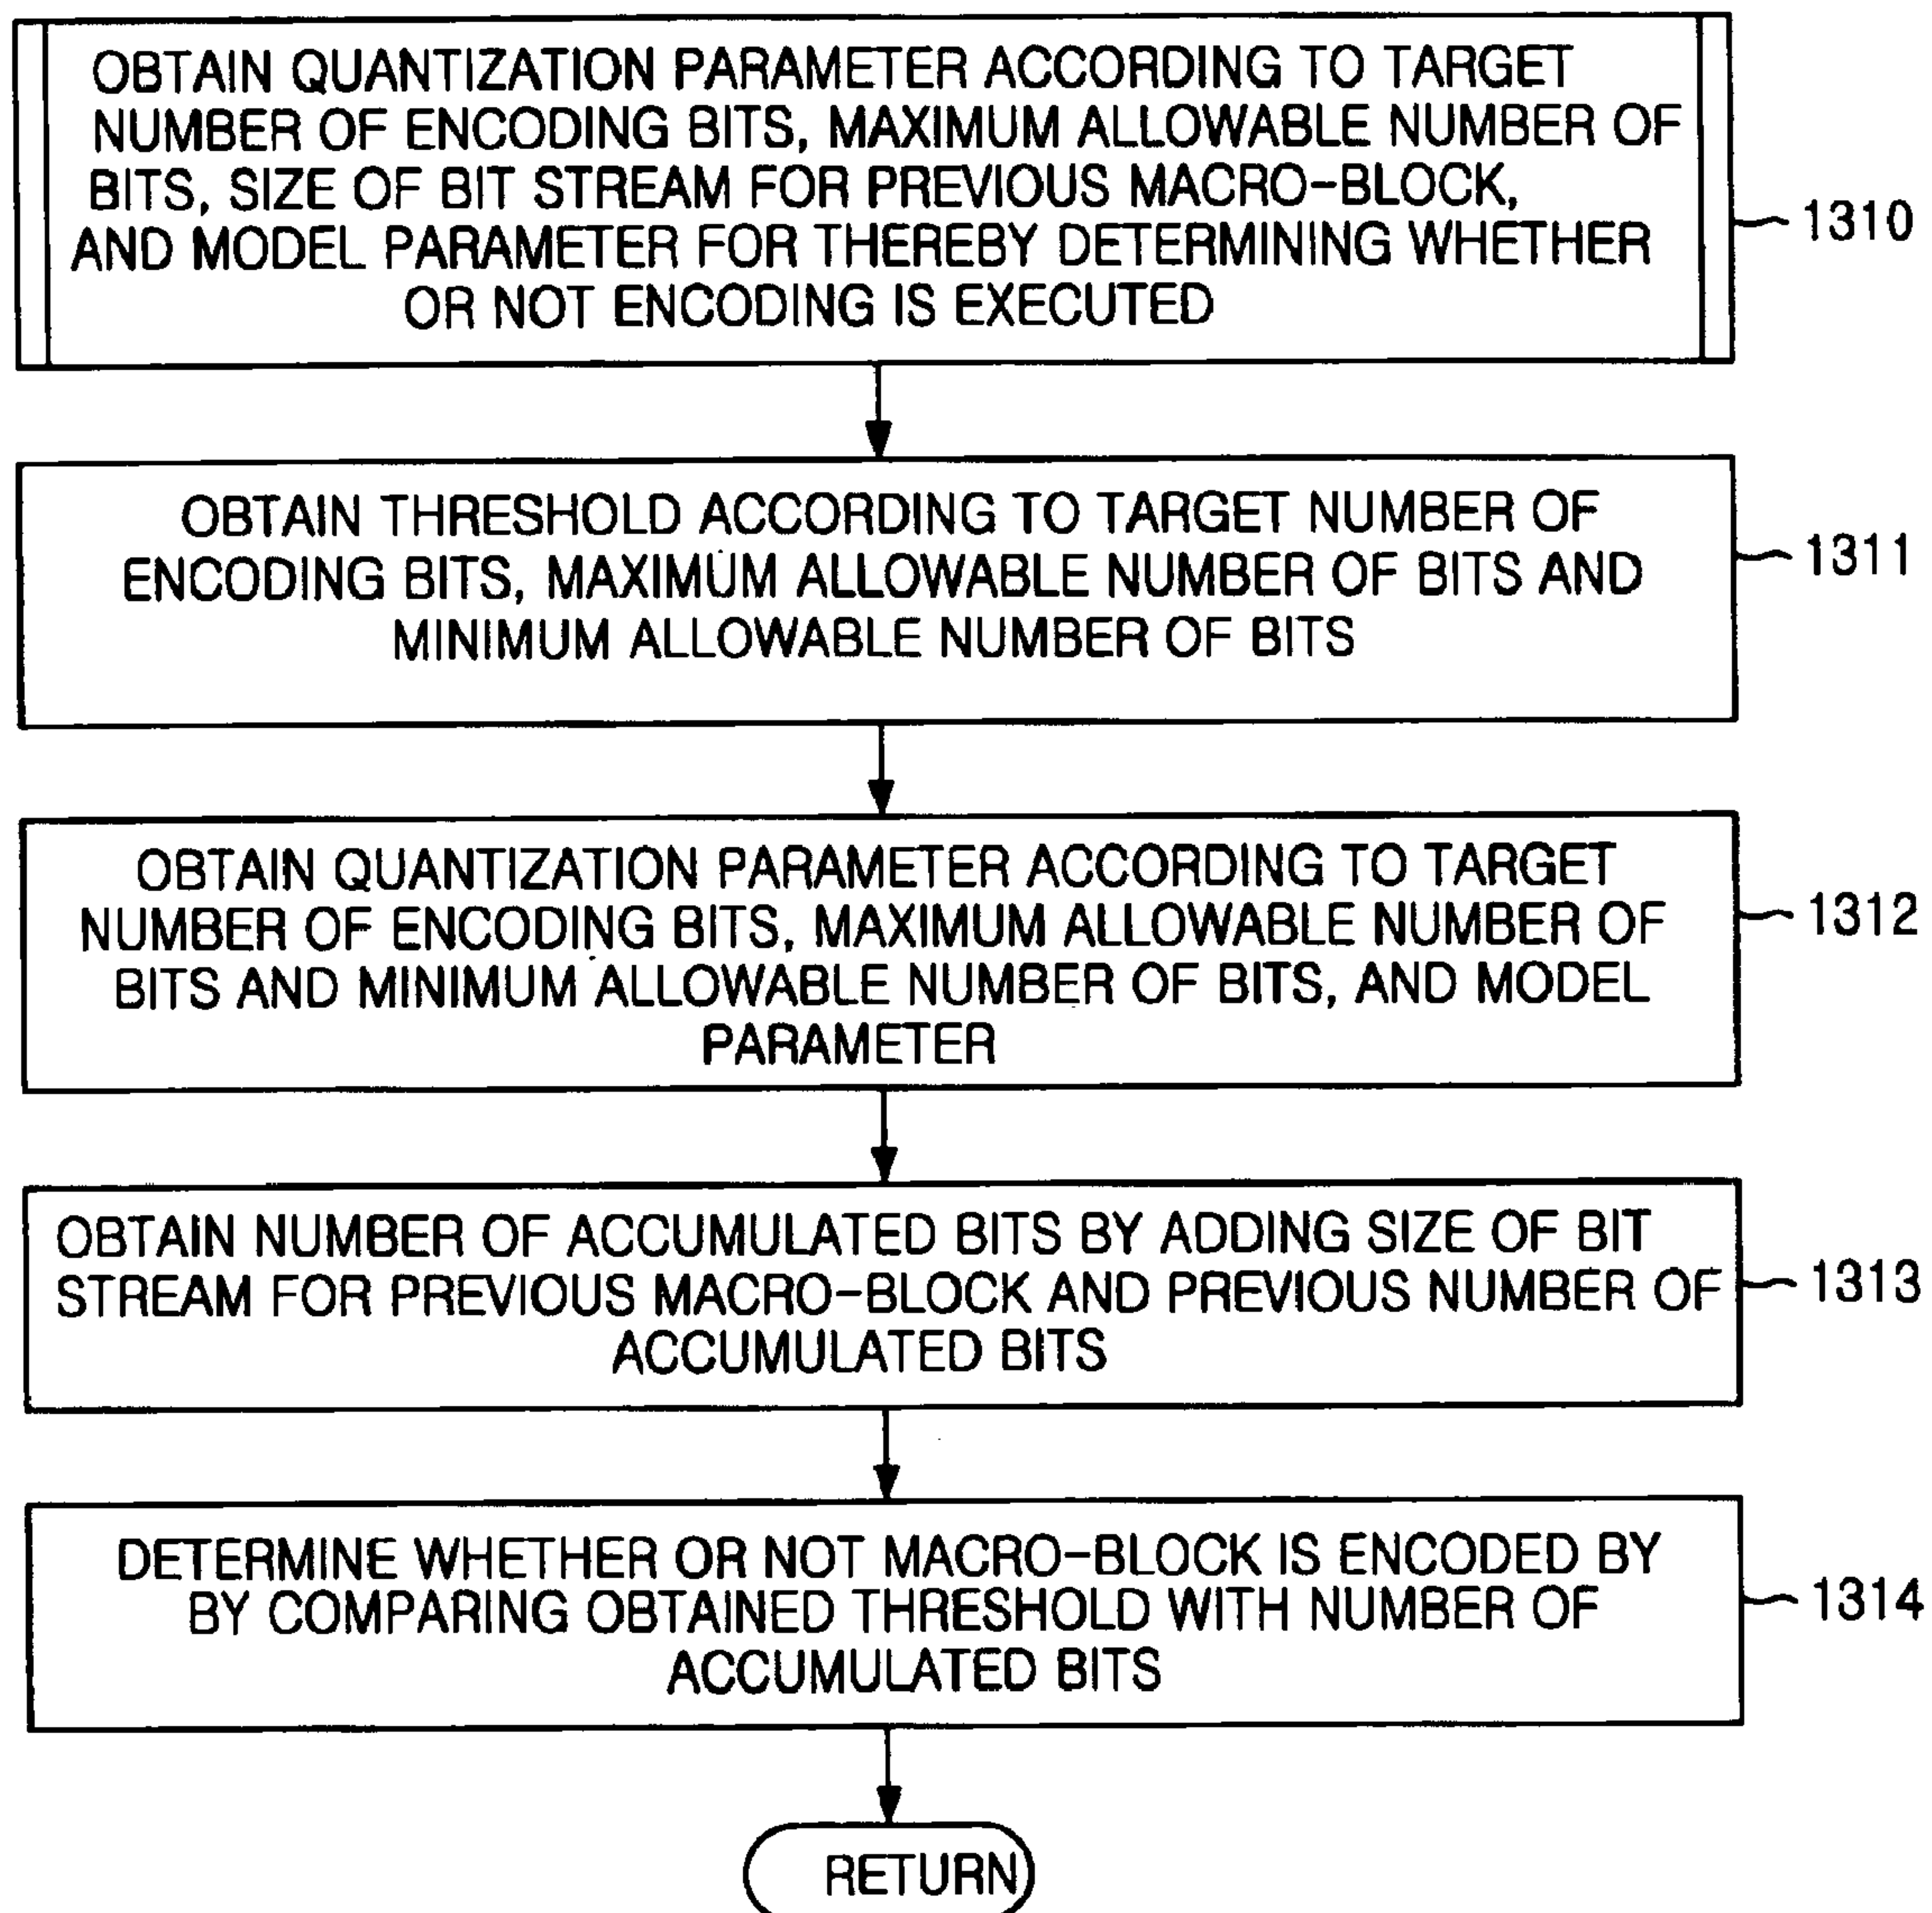 OBTAIN QUANTIZATION PARAMETER ACCORDING TO TARGET
NUMBER OF ENCODING BITS, MAXIMUM ALLOWABLE NUMBER OF
BITS, SIZE OF BIT STREAM FOR PREVIOUS MACRO-BLOCK,
AND MODEL PARAMETER FOR THEREBY DETERMINING WHETHER
OR NOT ENCODING IS EXECUTED
1310
OBTAIN THRESHOLD ACCORDING TO TARGET NUMBER OF
ENCODING BITS, MAXIMUM ALLOWABLE NUMBER OF BITS AND
MINIMUM ALLOWABLE NUMBER OF BITS
1311
OBTAIN QUANTIZATION PARAMETER ACCORDING TO TARGET
NUMBER OF ENCODING BITS, MAXIMUM ALLOWABLE NUMBER OF
BITS AND MINIMUM ALLOWABLE NUMBER OF BITS, AND MODEL
PARAMETER
1312
OBTAIN NUMBER OF ACCUMULATED BITS BY ADDING SIZE OF BIT
STREAM FOR PREVIOUS MACRO-BLOCK AND PREVIOUS NUMBER OF
ACCUMULATED BITS
1313
DETERMINE WHETHER OR NOT MACRO-BLOCK IS ENCODED BY
BY COMPARING OBTAINED THRESHOLD WITH NUMBER OF
ACCUMULATED BITS
1314
RETURN